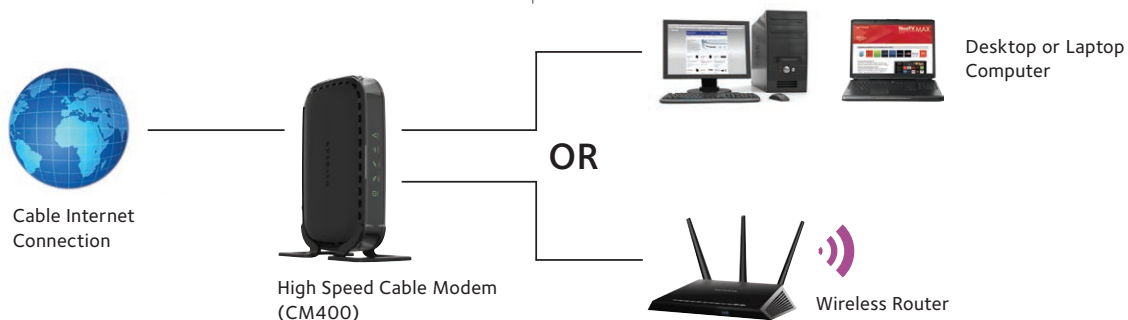 Cable Internet
Connection
High Speed Cable Modem
(CM400)
OR
Desktop or Laptop
Computer
Wireless Router